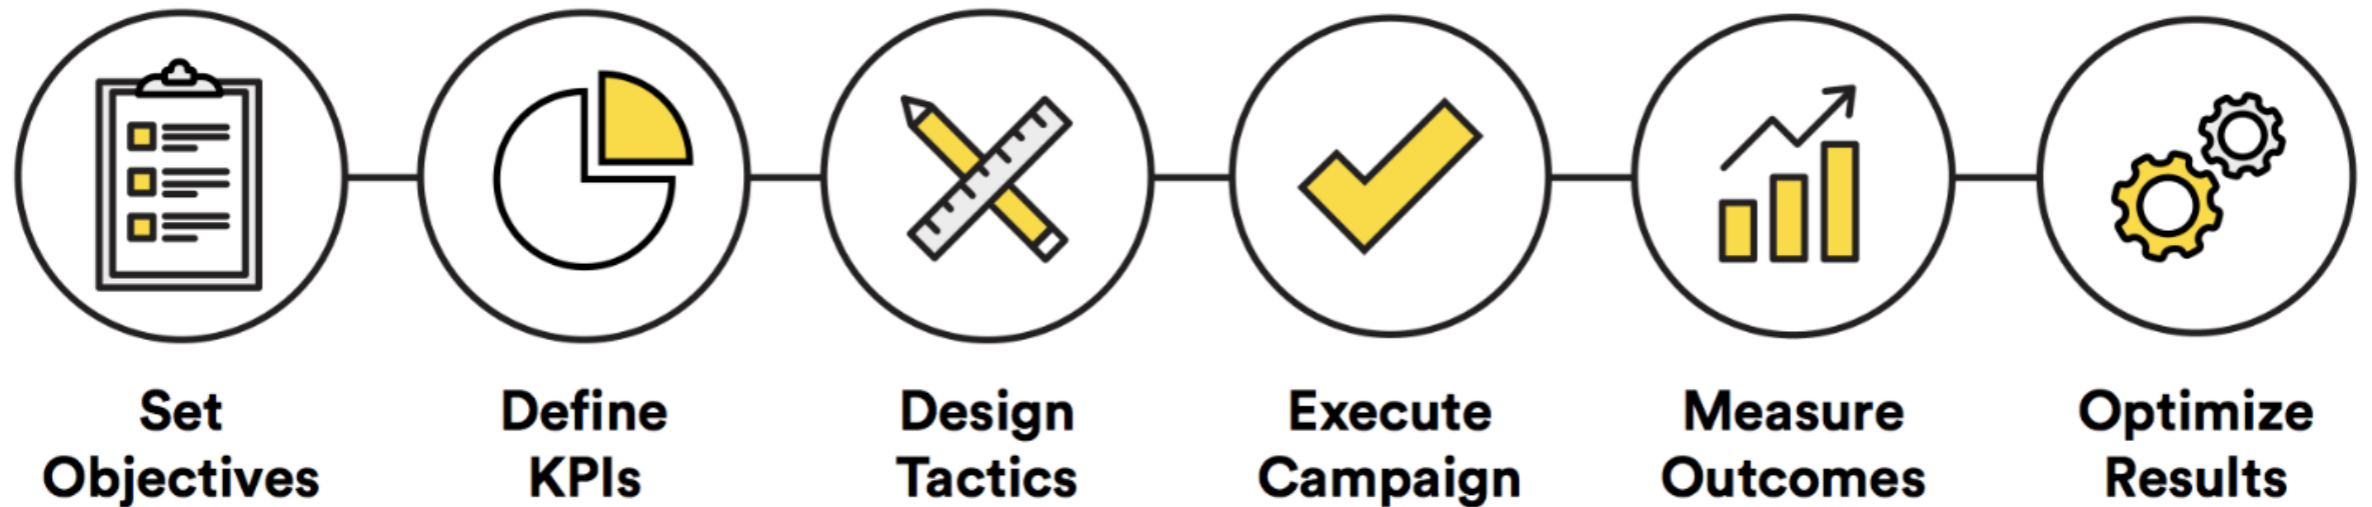 Set
Objectives
Define
KPIs
Design
Tactics
Execute
Campaign
Measure
Outcomes
Optimize
Results